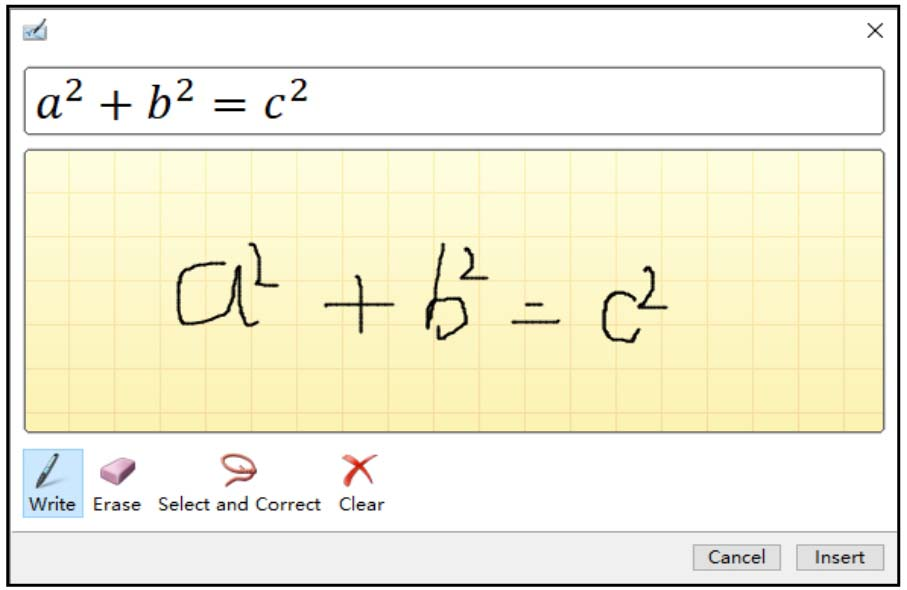 a² + b² = c²
a² + b² = c²
Write Erase Select and Correct Clear
Cancel Insert